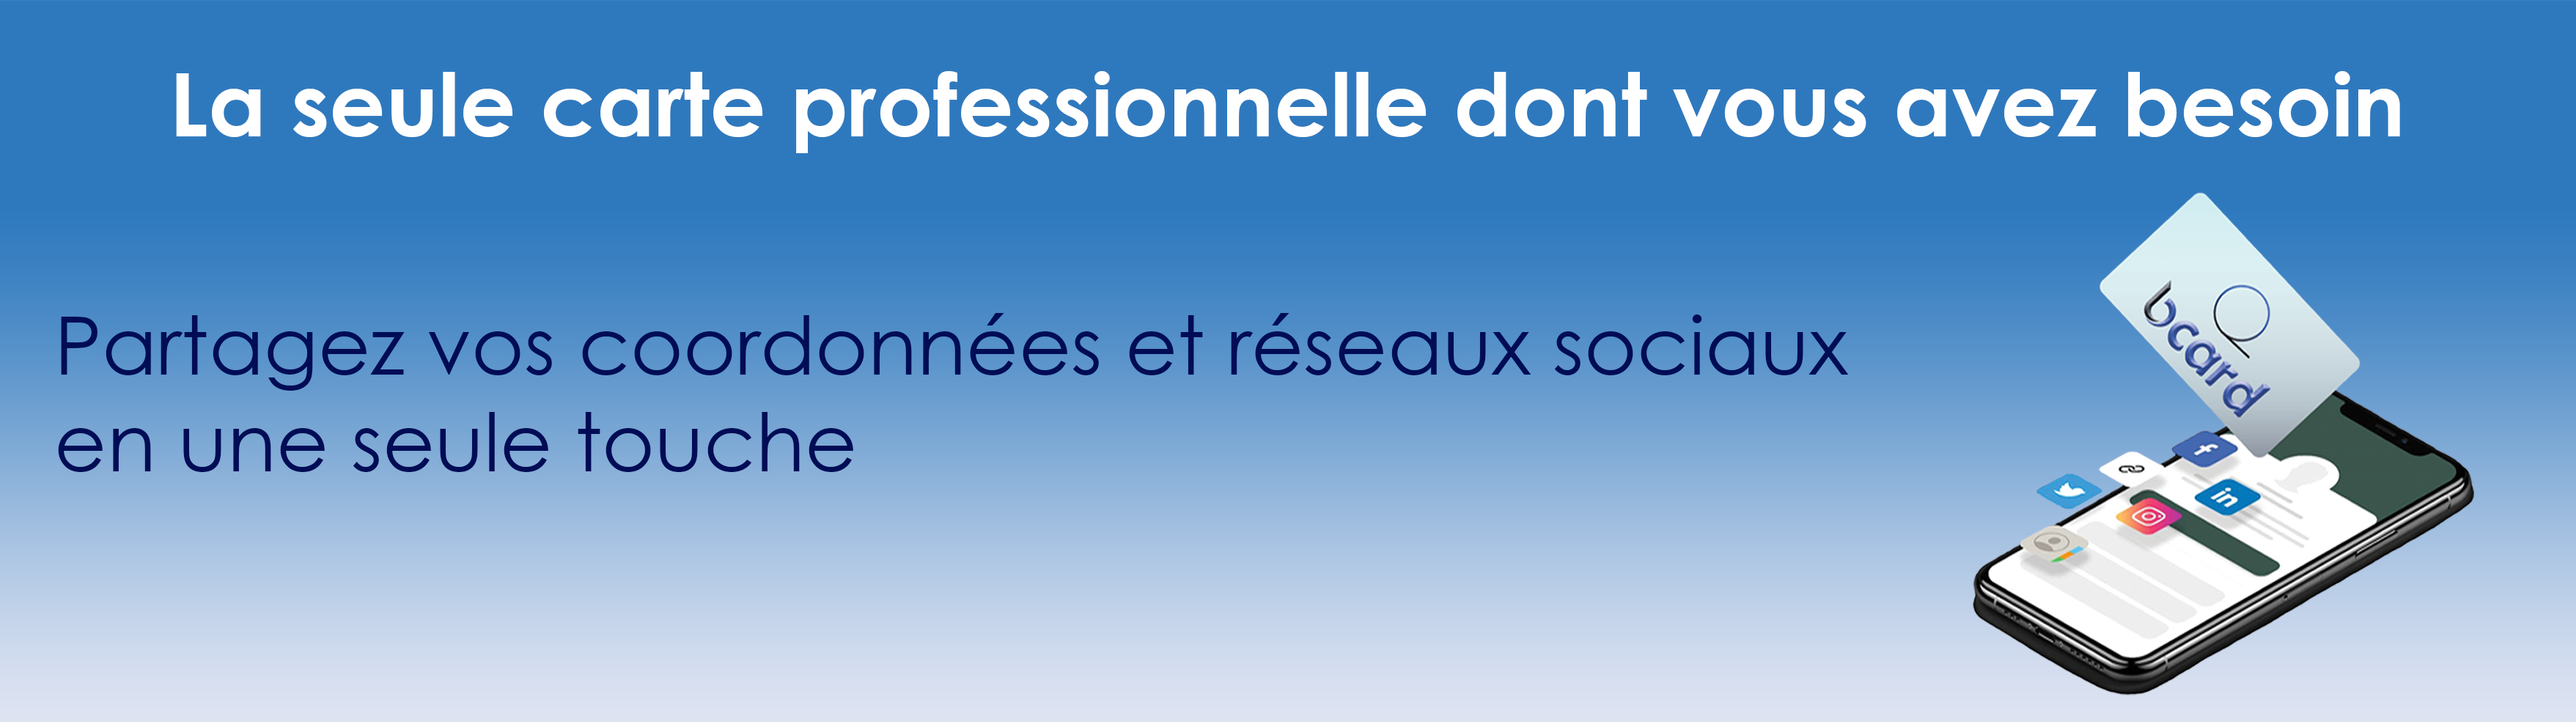 La seule carte professionnelle dont vous avez besoin
Partagez vos coordonnées et réseaux sociaux
en une seule touche
bcard
f
in